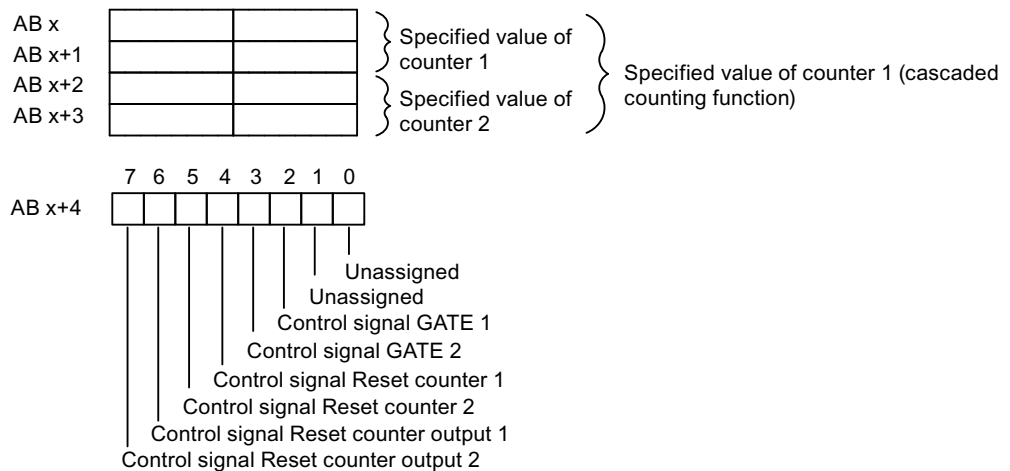 AB x
AB x+1
AB x+2
AB x+3
Specified value of
counter 1
Specified value of
counter 2
Specified value of counter 1 (cascaded
counting function)
7 6 5 4 3 2 1 0
AB x+4
Unassigned
Unassigned
Control signal GATE 1
Control signal GATE 2
Control signal Reset counter 1
Control signal Reset counter 2
Control signal Reset counter output 1
Control signal Reset counter output 2